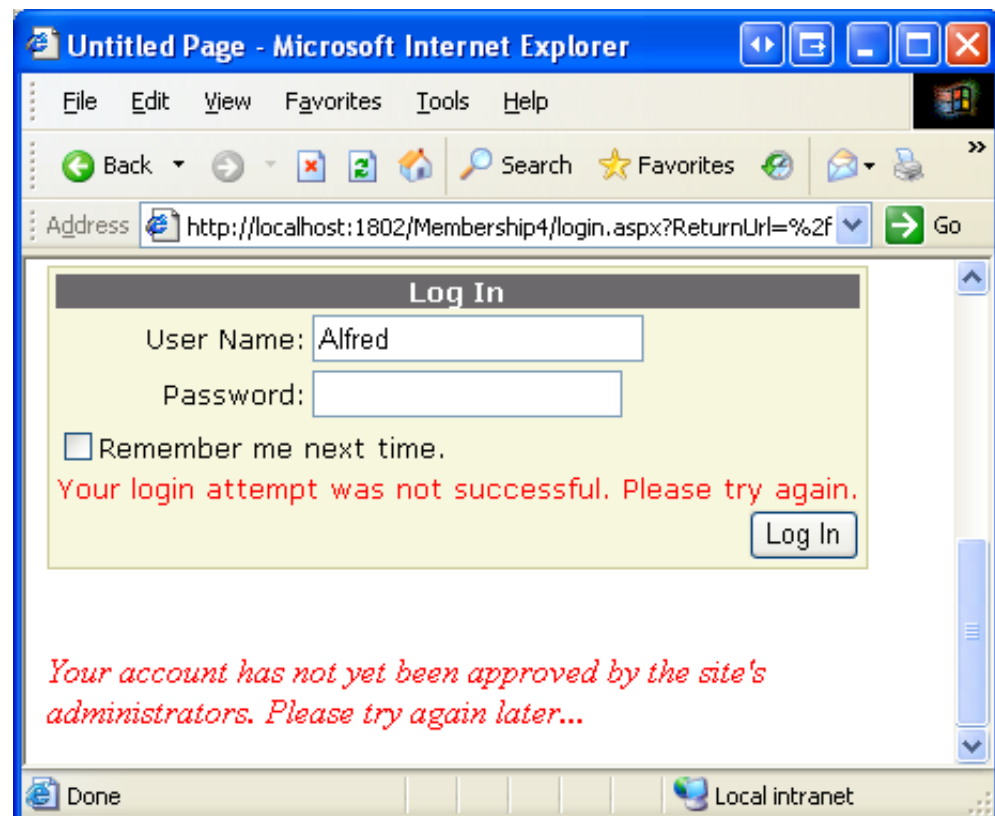 Untitled Page - Microsoft Internet Explorer
File Edit View Favorites Tools Help
Back Search Favorites »
Address http://localhost:1802/Membership4/login.aspx?ReturnUrl=%2f Go
Log In
User Name: Alfred
Password:
Remember me next time.
Your login attempt was not successful. Please try again.
Log In
Your account has not yet been approved by the site's
administrators. Please try again later...
Done Local intranet